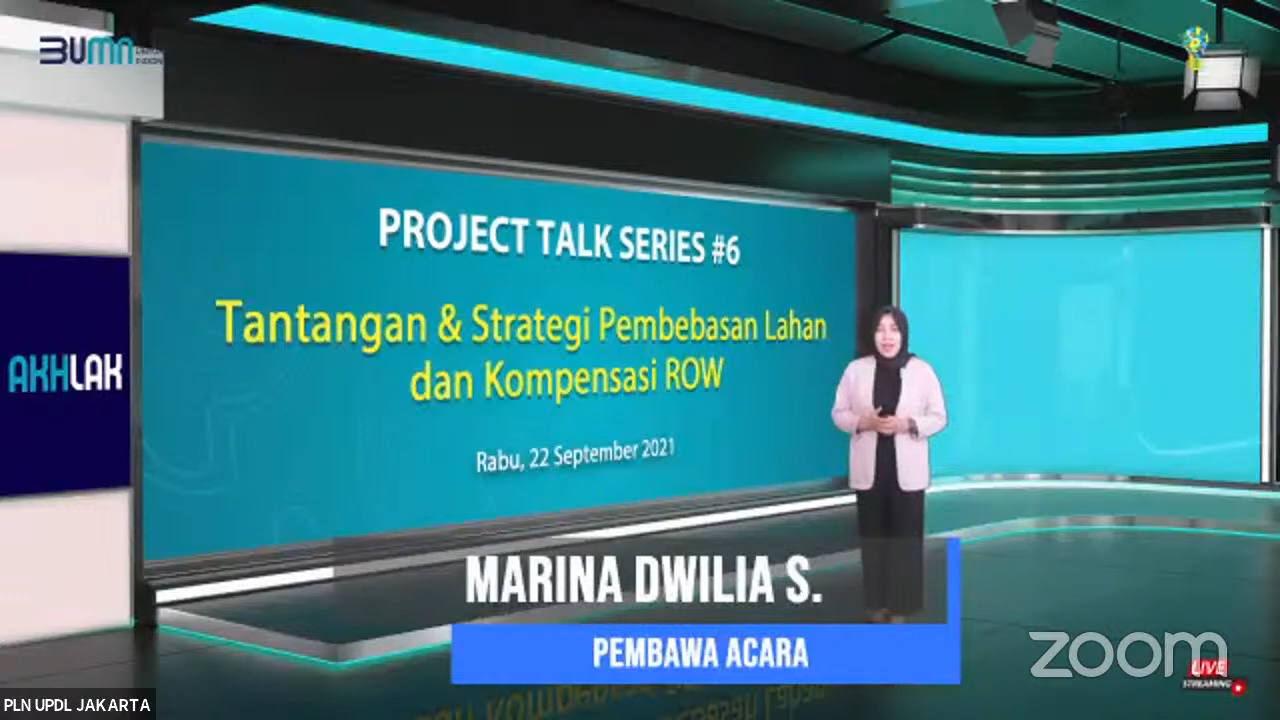 BUMN
AKHLAK
PROJECT TALK SERIES #6
Tantangan & Strategi Pembebasan Lahan
dan Kompensasi ROW
Rabu, 22 September 2021
MARINA DWILIA S.
PEMBAWA ACARA
zoom
LIVE
STREAMING
PLN UPDL JAKARTA